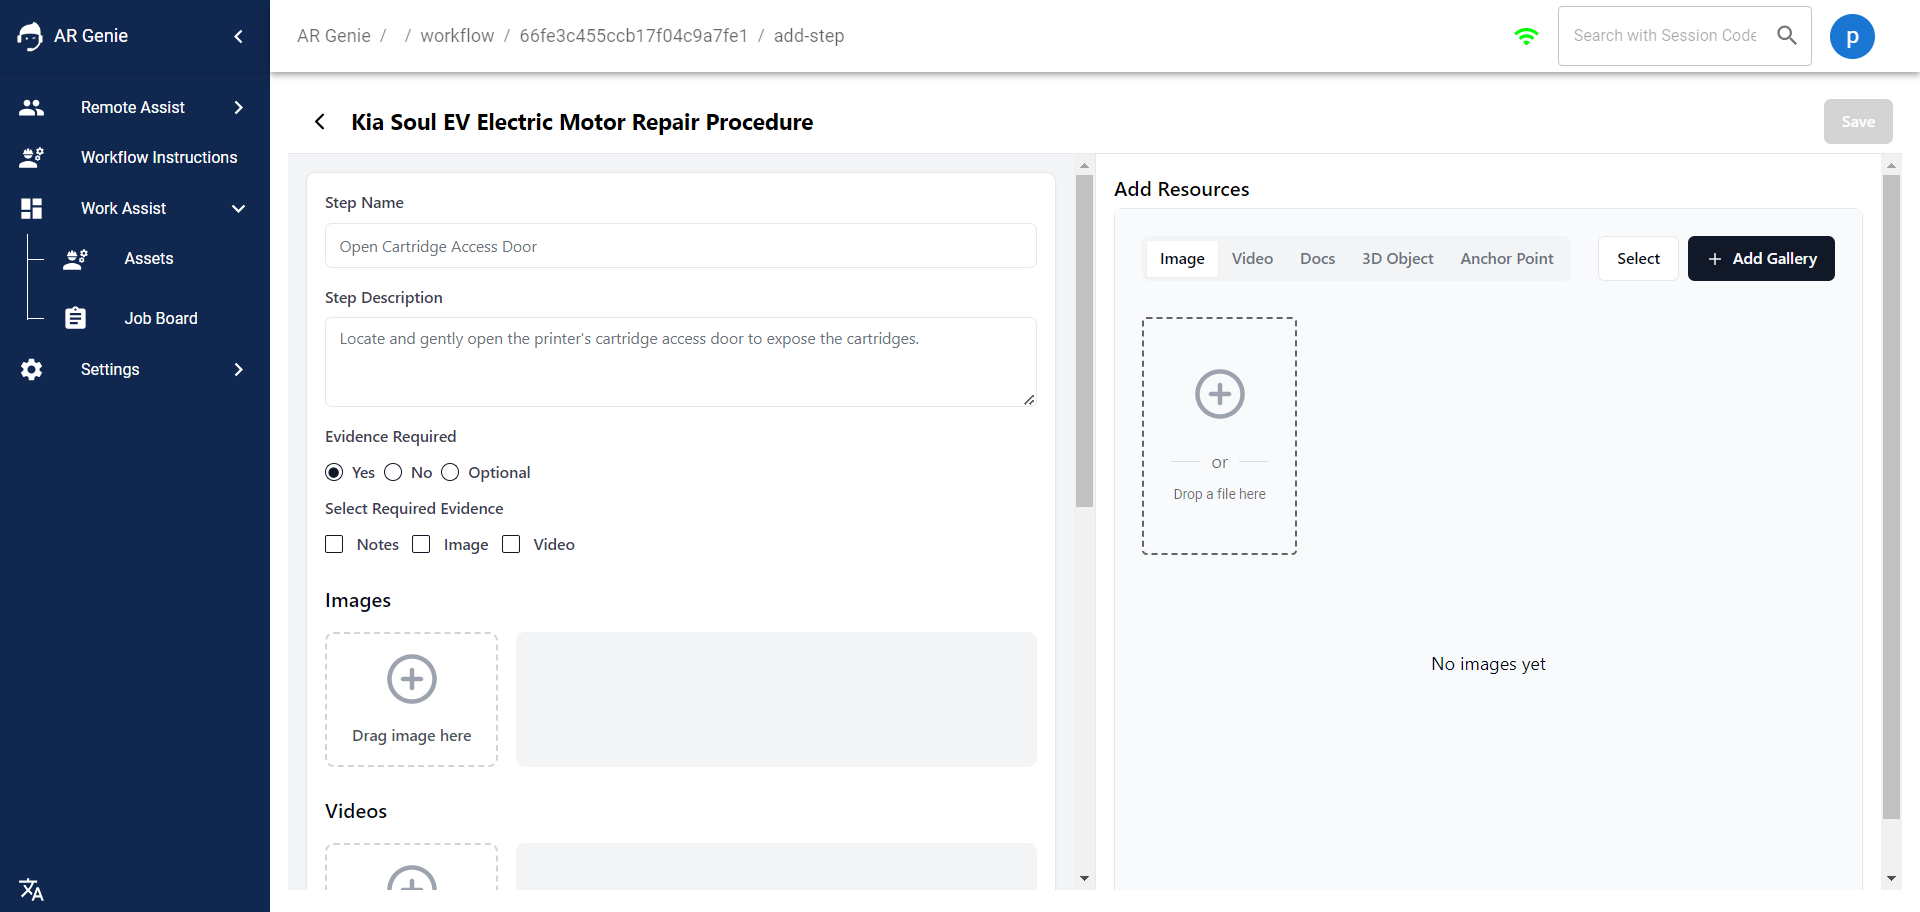 AR Genie
Remote Assist
Workflow Instructions
Work Assist
Assets
Job Board
Settings
AR Genie / / workflow / 66fe3c455ccb17f04c9a7fe1 / add-step
Search with Session Code
p
Kia Soul EV Electric Motor Repair Procedure
Save
Step Name
Open Cartridge Access Door
Step Description
Locate and gently open the printer's cartridge access door to expose the cartridges.
Evidence Required
Yes No Optional
Select Required Evidence
Notes Image Video
Images
Drag image here
Videos
Add Resources
Image Video Docs 3D Object Anchor Point Select + Add Gallery
or
Drop a file here
No images yet